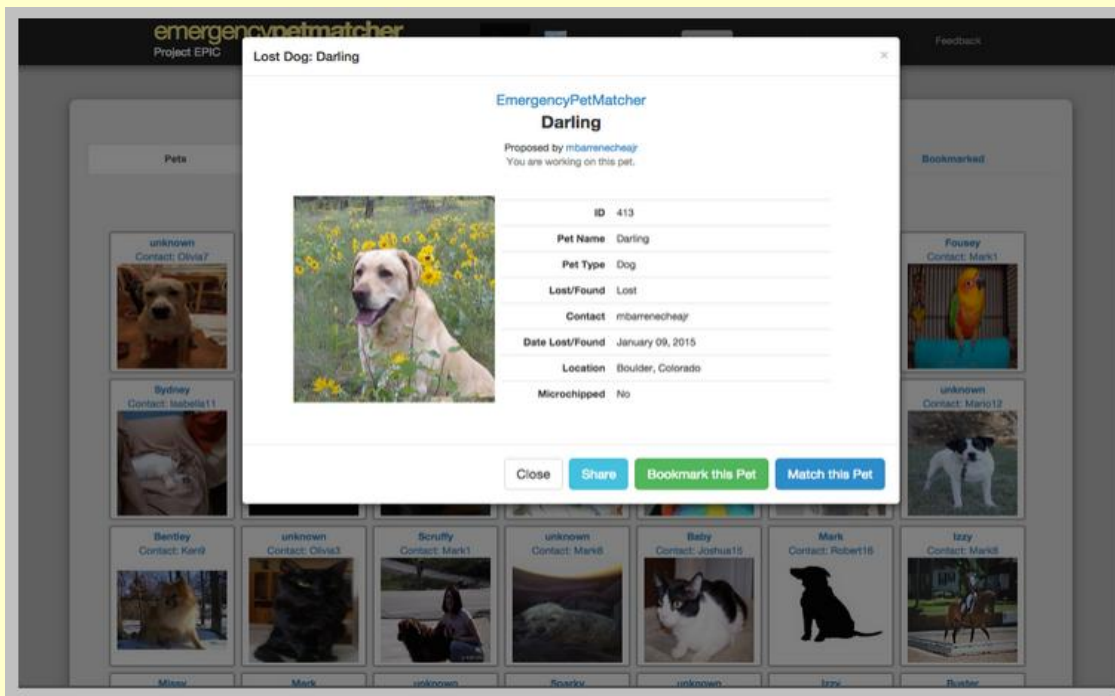 emergencypetmatcher
Project EPIC
Feedback
Lost Dog: Darling
×
EmergencyPetMatcher
Darling
Proposed by mbarrenecheajr
You are working on this pet.
ID 413
Pet Name Darling
Pet Type Dog
Lost/Found Lost
Contact mbarrenecheajr
Date Lost/Found January 09, 2015
Location Boulder, Colorado
Microchipped No
Close Share Bookmark this Pet Match this Pet
Pets Bookmarked
unknown Fousey
Contact: Olivia7 Contact: Mark1
Sydney unknown
Contact: Isabella11 Contact: Mario12
Bentley unknown Scruffy unknown Baby Mark Izzy
Contact: Ken9 Contact: Olivia3 Contact: Mark1 Contact: Mark6 Contact: Joshua15 Contact: Robert16 Contact: Mark8
Missy Mark unknown Sparky unknown Izzy Buster